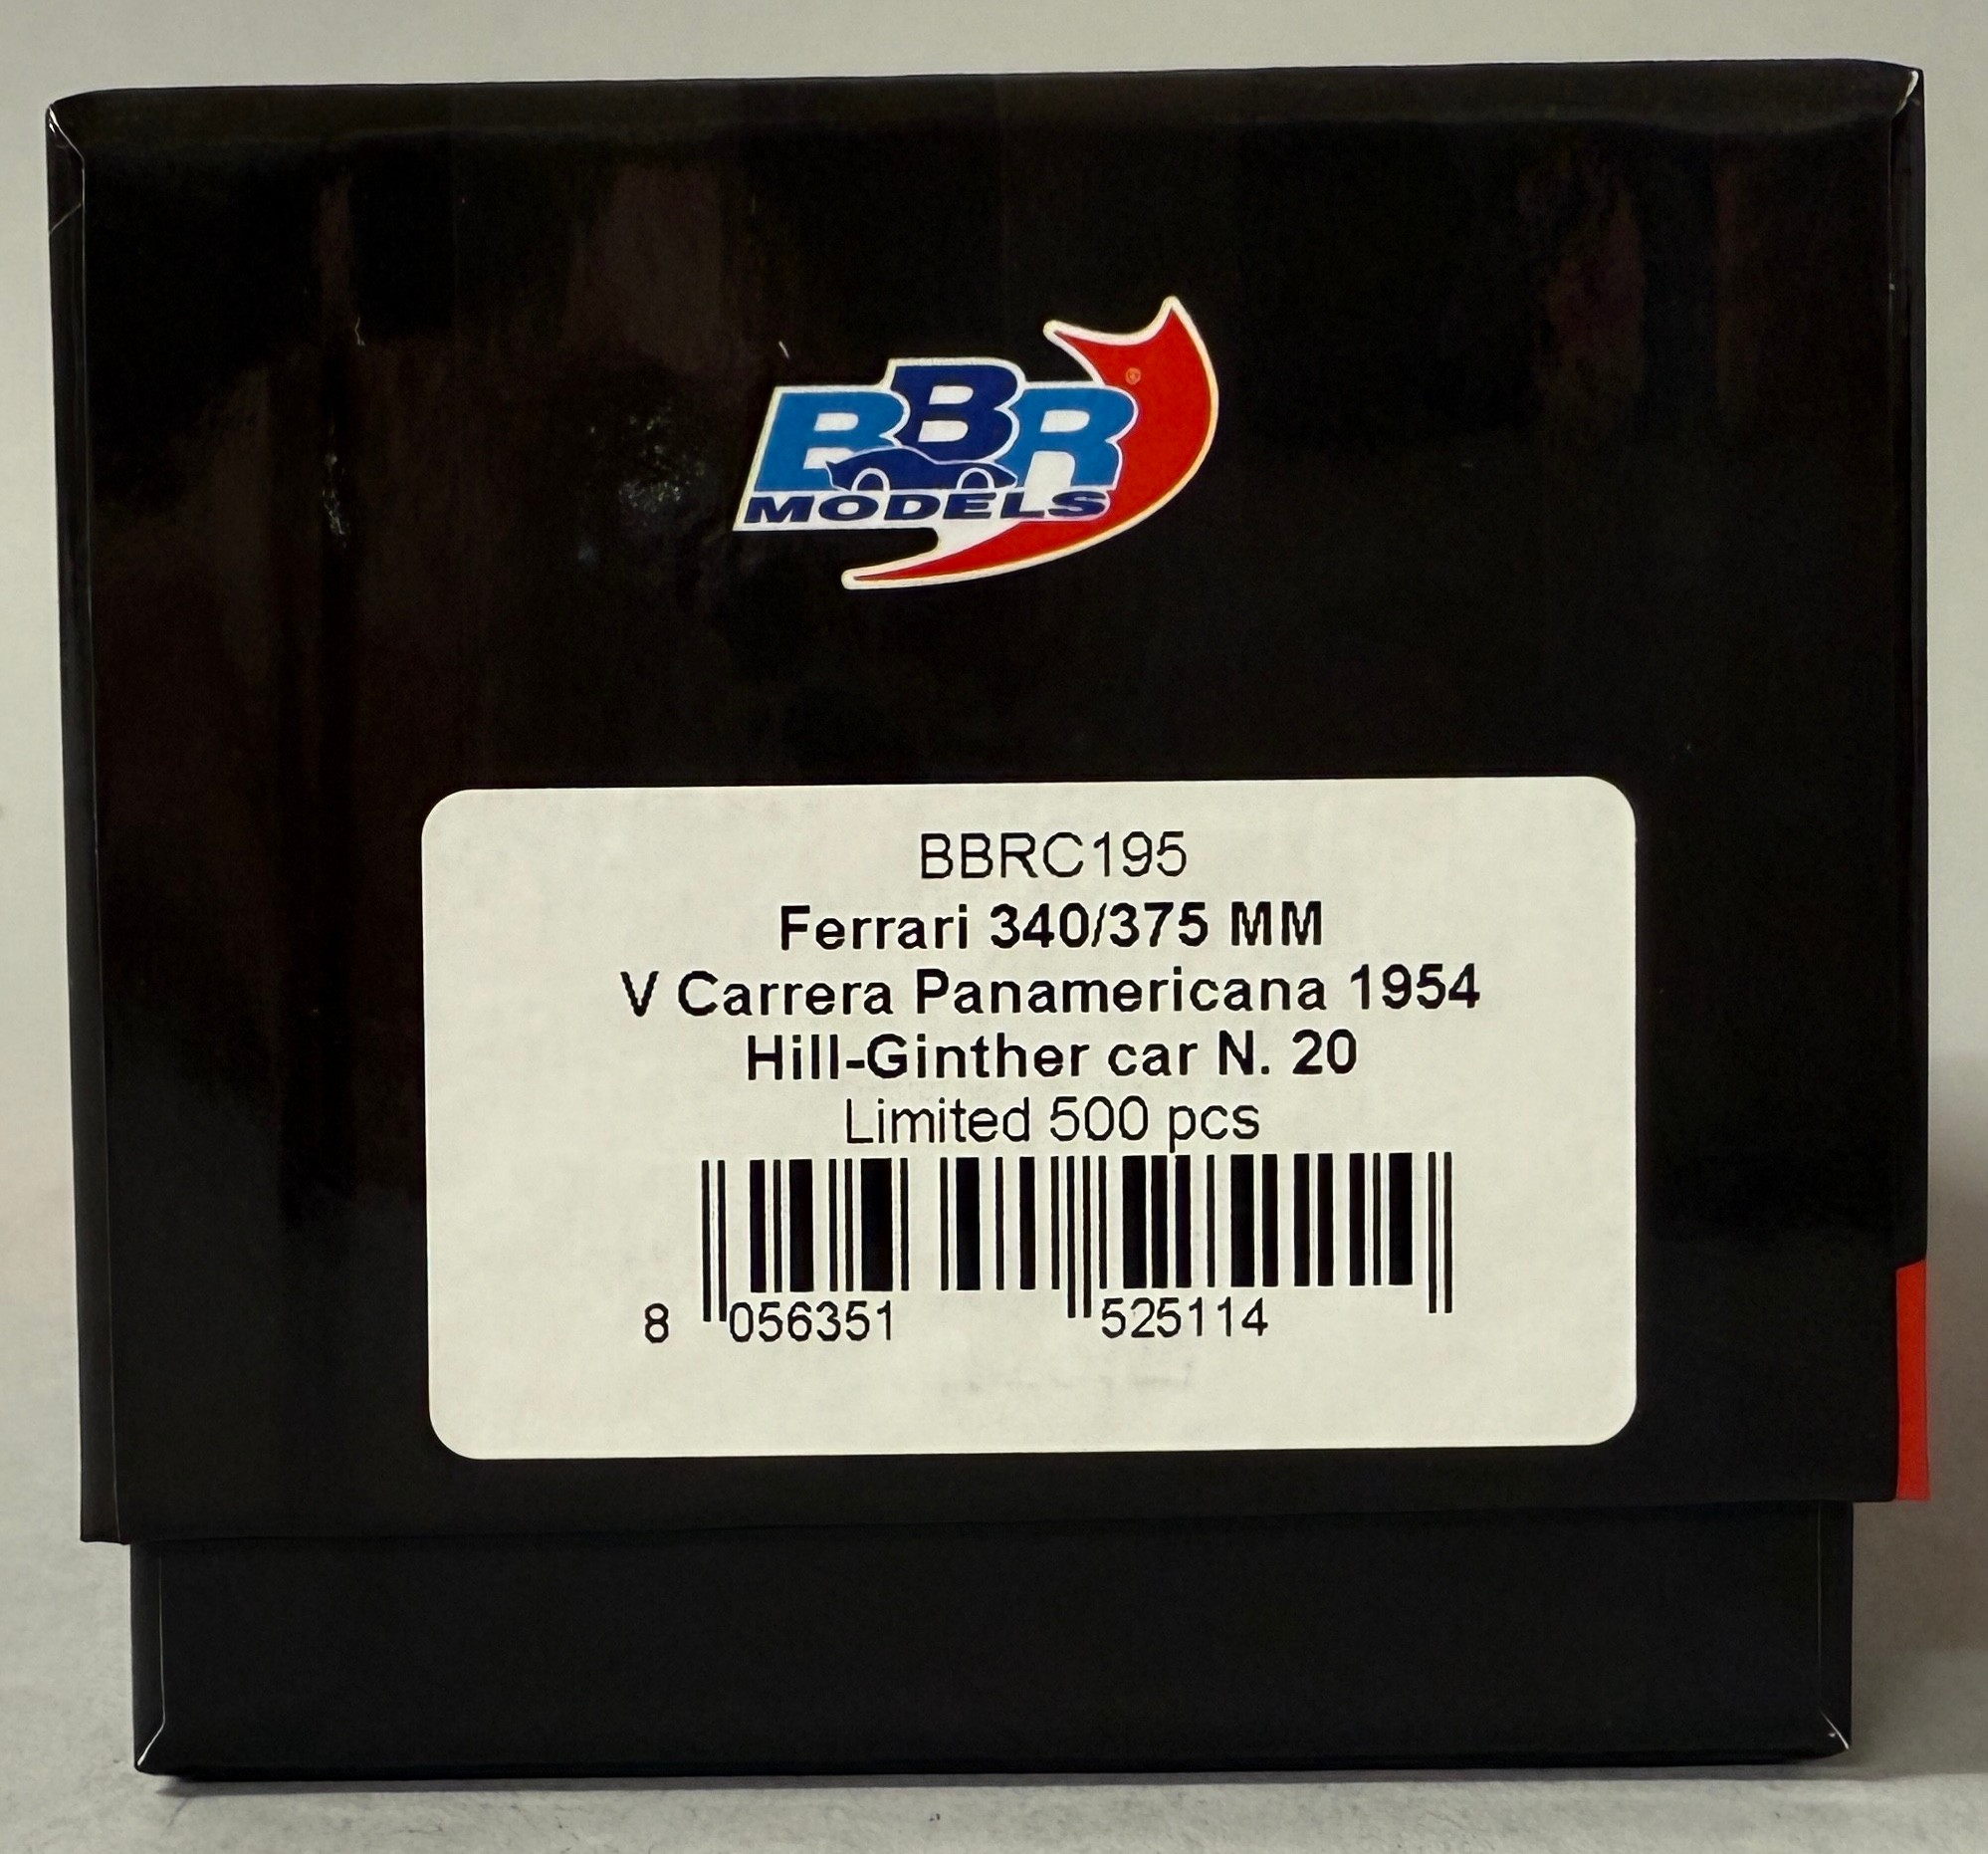 BBR
MODELS
BBRC195
Ferrari 340/375 MM
V Carrera Panamericana 1954
Hill-Ginther car N. 20
Limited 500 pcs
8 056351 525114